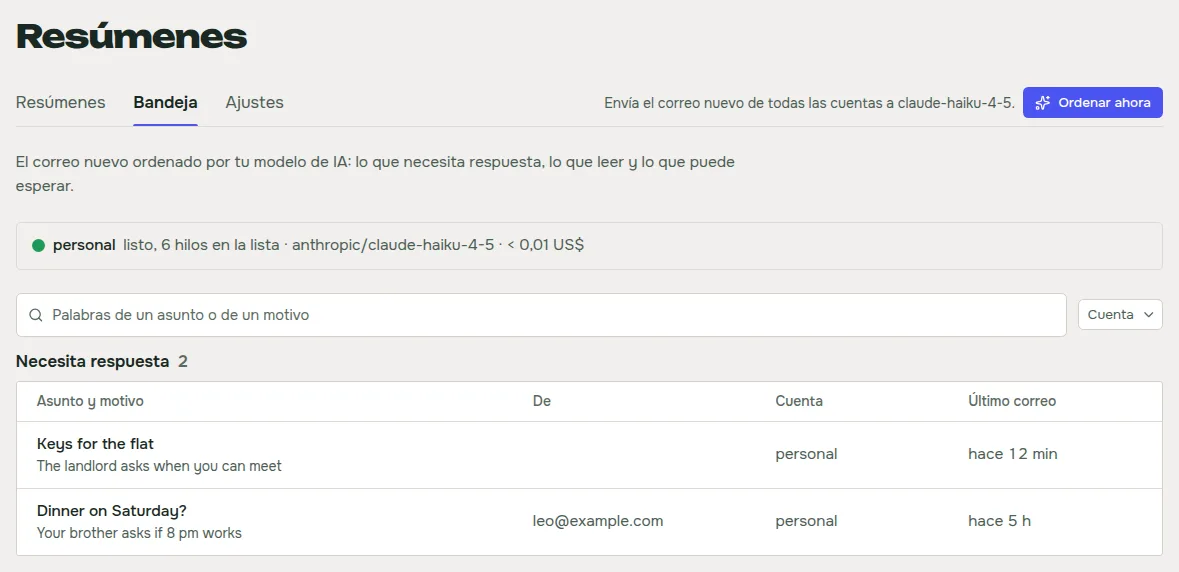 Resúmenes
Resúmenes Bandeja Ajustes Envía el correo nuevo de todas las cuentas a claude-haiku-4-5. Ordenar ahora
El correo nuevo ordenado por tu modelo de IA: lo que necesita respuesta, lo que leer y lo que puede
esperar.
personal listo, 6 hilos en la lista · anthropic/claude-haiku-4-5 · < 0,01 US$
Palabras de un asunto o de un motivo Cuenta
Necesita respuesta 2
Asunto y motivo De Cuenta Último correo
Keys for the flat
The landlord asks when you can meet
personal hace 12 min
Dinner on Saturday?
Your brother asks if 8 pm works
leo@example.com personal hace 5 h